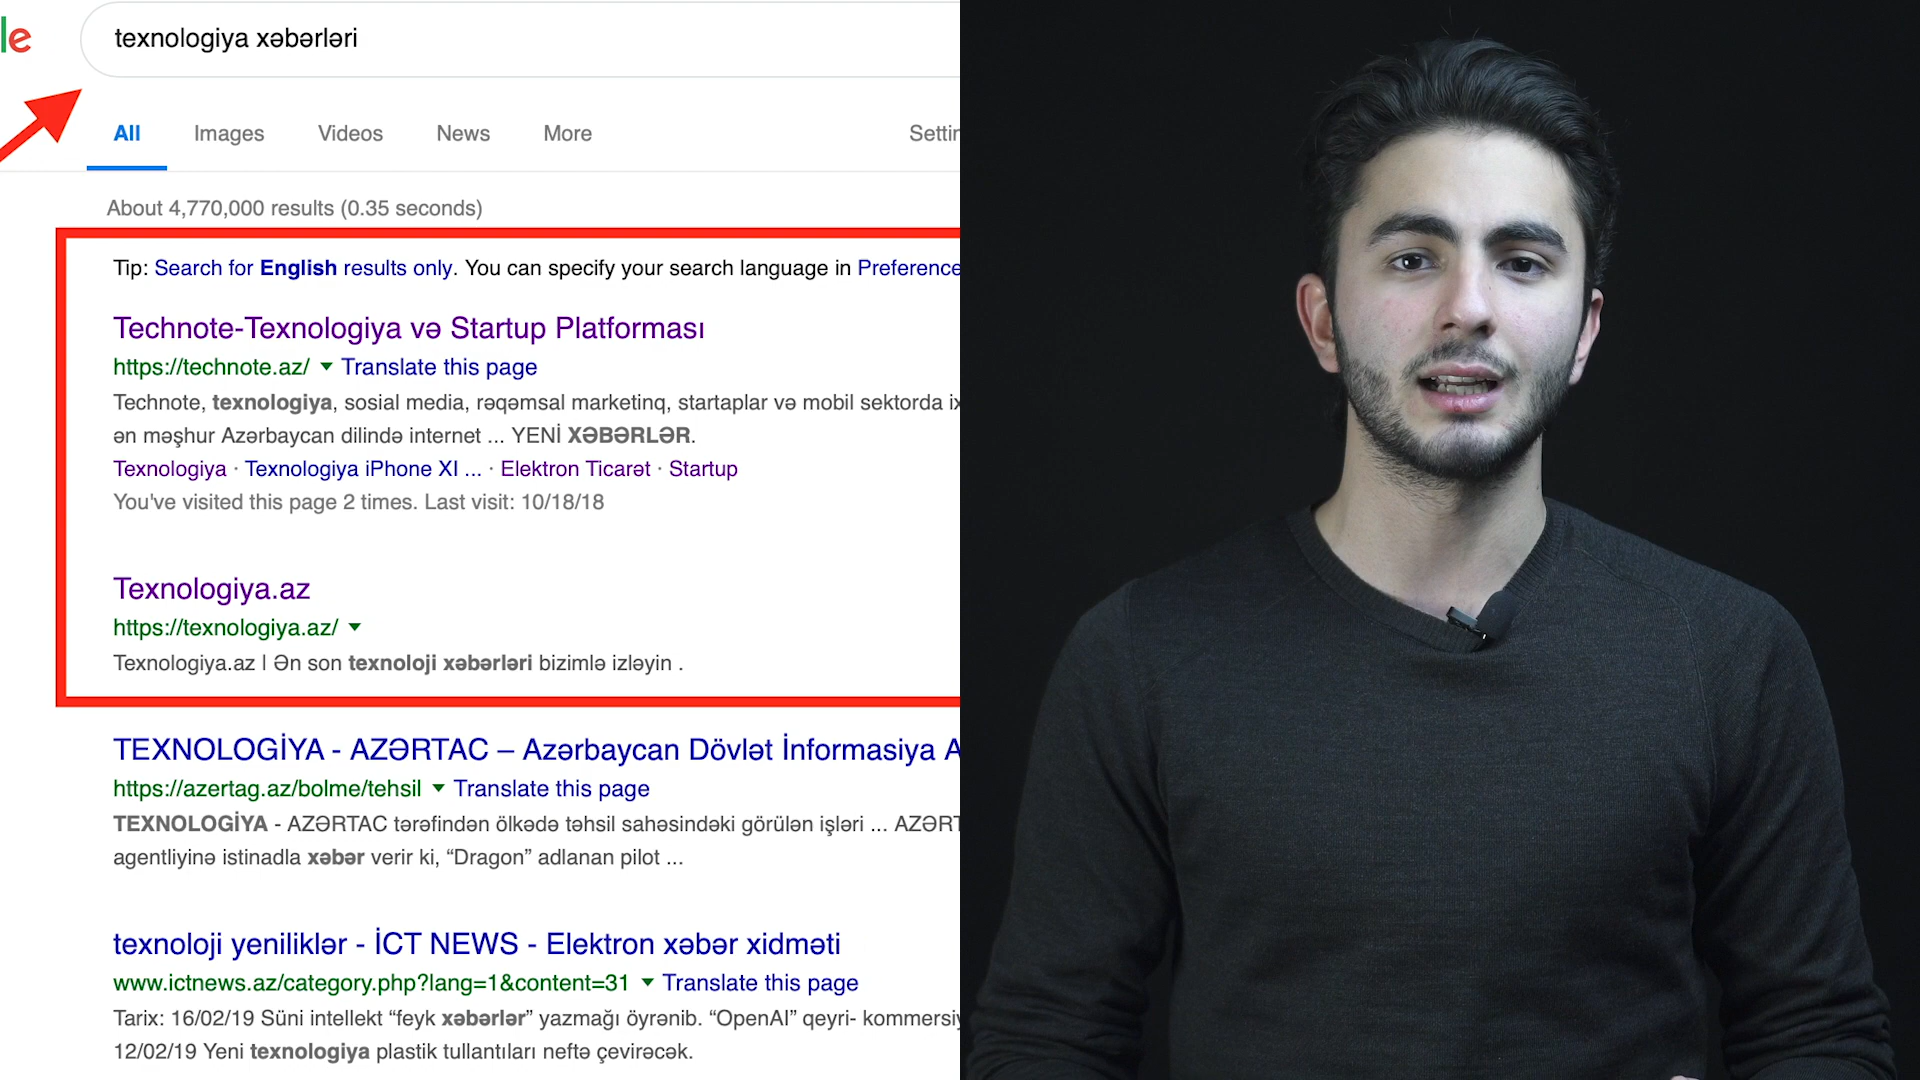 le
texnologiya xəbərləri
All Images Videos News More
About 4,770,000 results (0.35 seconds)
Tip: Search for English results only. You can specify your search language in Preference
Technote-Texnologiya və Startup Platforması
https://technote.az/ ▼ Translate this page
Technote, texnologiya, sosial media, rəqəmsal marketinq, startaplar və mobil sektorda
ən məşhur Azərbaycan dilində internet ... YENİ XƏBƏRLƏR.
Texnologiya · Texnologiya iPhone XI ... · Elektron Ticarət · Startup
You've visited this page 2 times. Last visit: 10/18/18
Texnologiya.az
https://texnologiya.az/ ▼
Texnologiya.az | Ən son texnoloji xəbərləri bizimlə izləyin .
TEXNOLOGİYA - AZƏRTAC – Azərbaycan Dövlət İnformasiya A
https://azertag.az/bolme/tehsil ▼ Translate this page
TEXNOLOGİYA - AZƏRTAC tərəfindən ölkədə təhsil sahəsindəki görülən işləri ... AZƏRT
agentliyinə istinadla xəbər verir ki, “Dragon” adlanan pilot ...
texnoloji yeniliklər - İCT NEWS - Elektron xəbər xidməti
www.ictnews.az/category.php?lang=1&content=31 ▼ Translate this page
Tarix: 16/02/19 Süni intellekt “feyk xəbərlər” yazmağı öyrənib. “OpenAI” qeyri- kommersiy
12/02/19 Yeni texnologiya plastik tullantıları neftə çevirəcək.